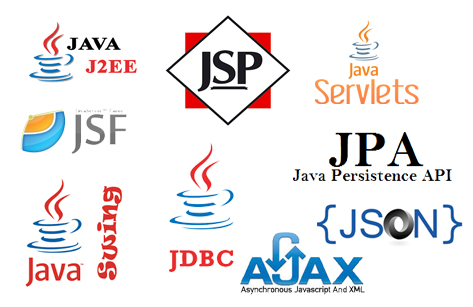 JAVA
J2EE
JSP
Java
Servlets
JSF
JPA
Java Persistence API
Java
Swing
JDBC
{JSON}
AJAX
Asynchronous Javascript And XML